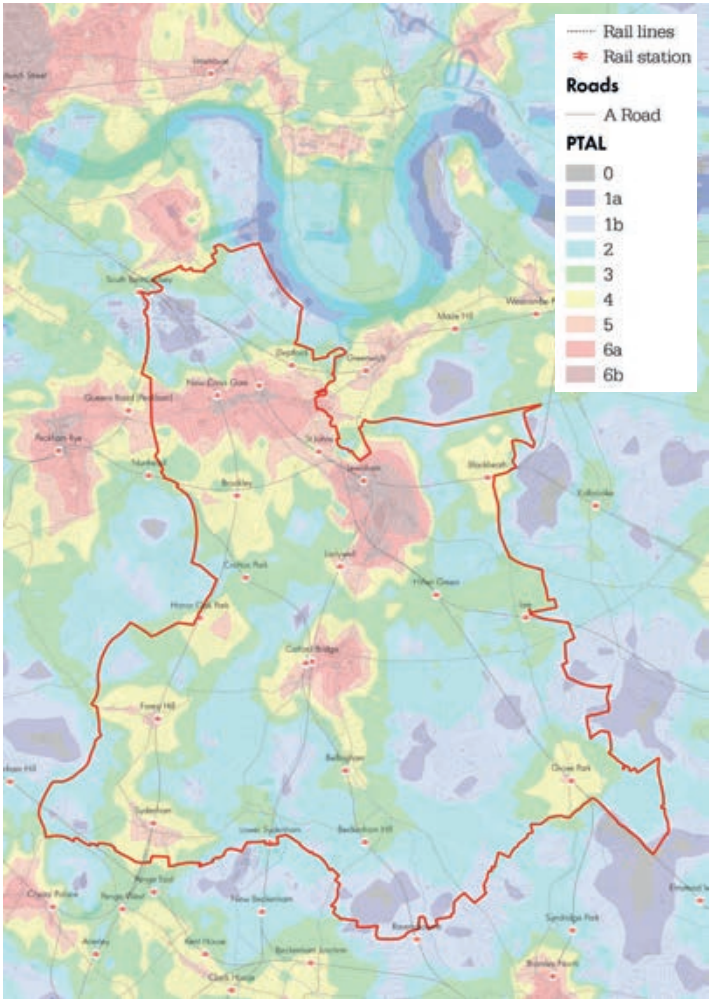 Rail lines
Rail station
Roads
A Road
PTAL
0
1a
1b
2
3
4
5
6a
6b
Limehouse
Street
South Bermondsey
Maze Hill
Westcombe
Deptford
Greenwich
New Cross Gate
Queens Road (Peckham)
Peckham Rye
St Johns
Nunhead
Lewisham
Blackheath
Kidbrooke
Brockley
Ladywell
Crofton Park
Hither Green
Honor Oak Park
Lee
Catford Bridge
Forest Hill
Bellingham
Grove Park
Hill
Sydenham
Lower Sydenham
Beckenham Hill
Penge East
Crystal Palace
Penge West
New Beckenham
Elmstead
Ravensbourne
Sundridge Park
Anerley
Kent House
Beckenham Junction
Clock House
Bromley North